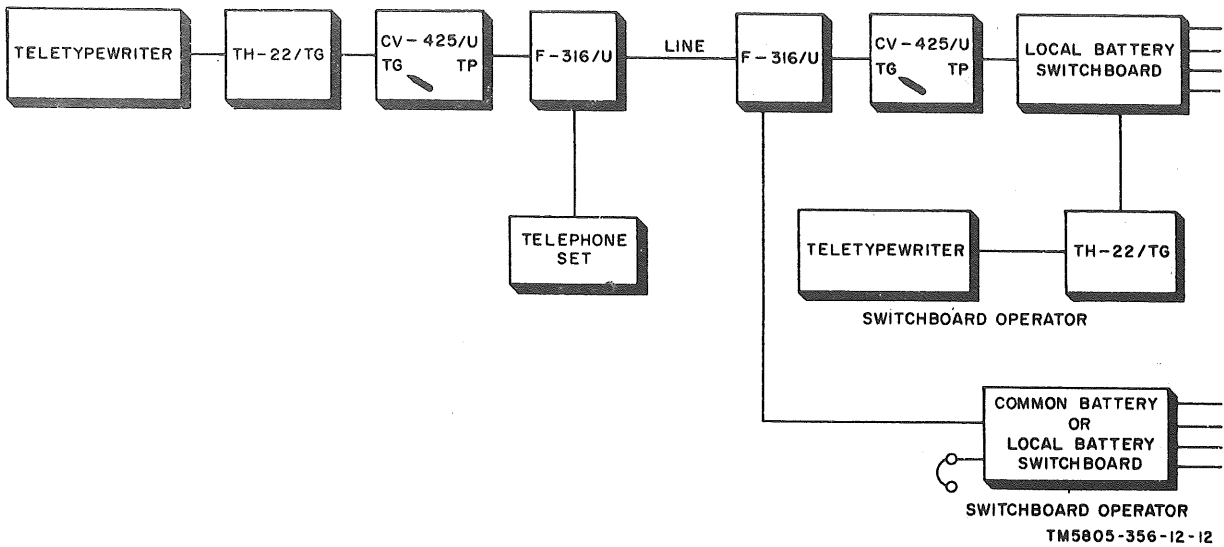 TELETYPEWRITER
TH-22/TG
CV-425/U
TG TP
F-316/U
LINE
F-316/U
CV-425/U
TG TP
LOCAL BATTERY
SWITCHBOARD
TELEPHONE
SET
TELETYPEWRITER
TH-22/TG
SWITCHBOARD OPERATOR
COMMON BATTERY
OR
LOCAL BATTERY
SWITCHBOARD
SWITCHBOARD OPERATOR
TM5805-356-12-12